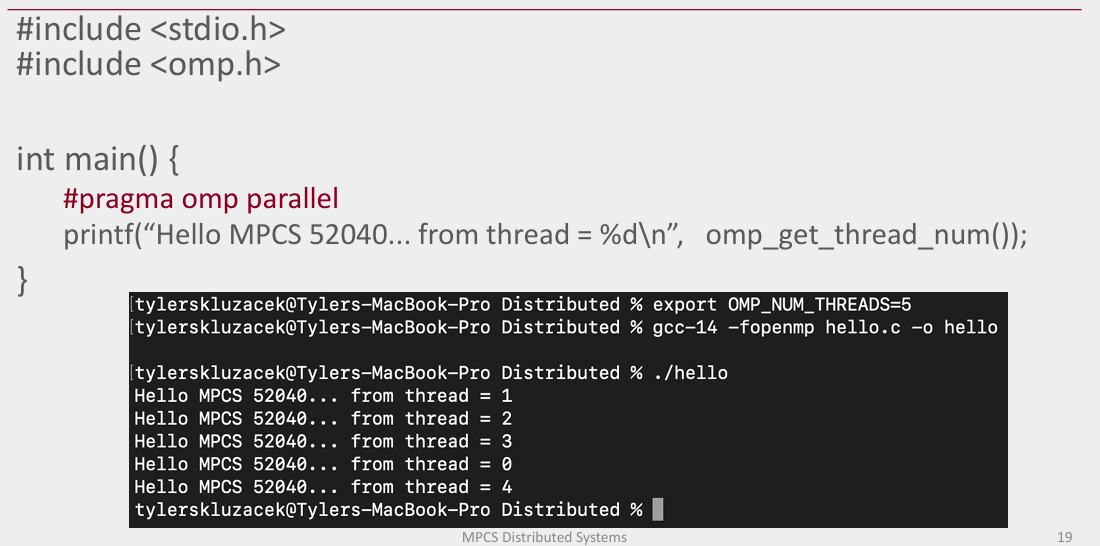 #include <stdio.h>
#include <omp.h>
int main() {
#pragma omp parallel
printf(“Hello MPCS 52040... from thread = %d\n”, omp_get_thread_num());
}
[tylerskluzacek@Tylers-MacBook-Pro Distributed % export OMP_NUM_THREADS=5
[tylerskluzacek@Tylers-MacBook-Pro Distributed % gcc-14 -fopenmp hello.c -o hello
[tylerskluzacek@Tylers-MacBook-Pro Distributed % ./hello
Hello MPCS 52040... from thread = 1
Hello MPCS 52040... from thread = 2
Hello MPCS 52040... from thread = 3
Hello MPCS 52040... from thread = 0
Hello MPCS 52040... from thread = 4
tylerskluzacek@Tylers-MacBook-Pro Distributed %
MPCS Distributed Systems 19